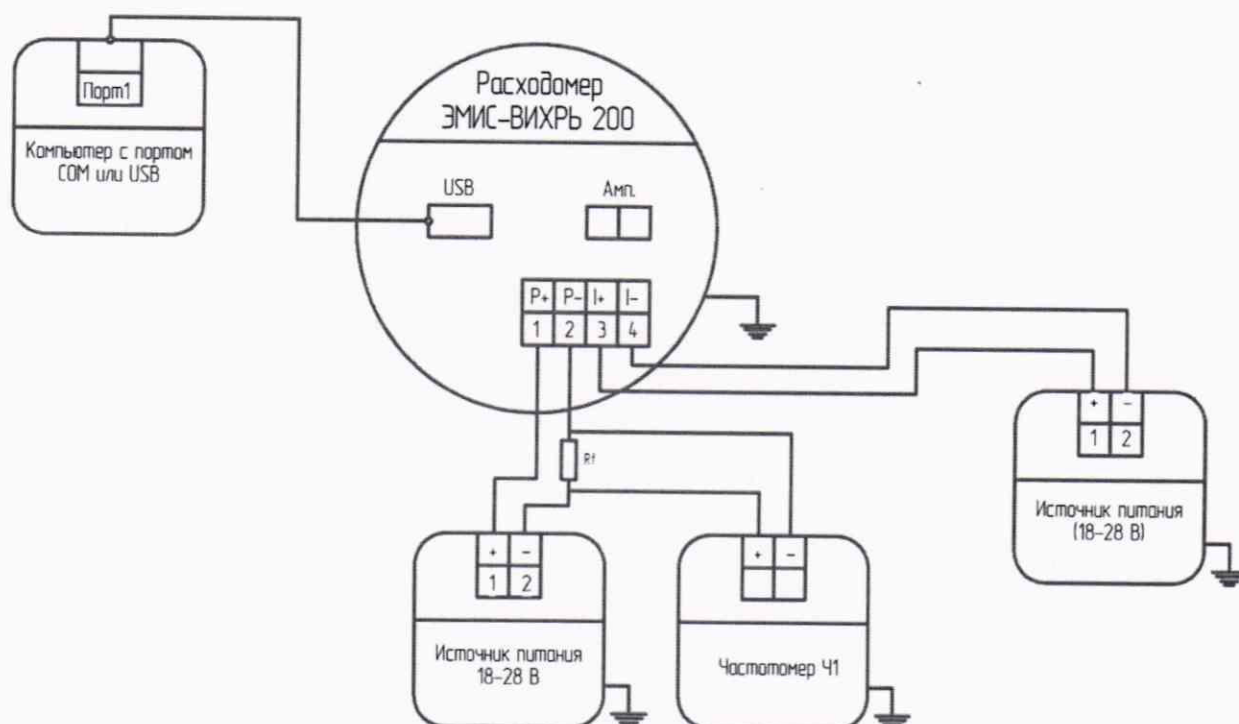 Порт1
Компьютер с портом
COM или USB
Расходомер
ЭМИС-ВИХРЬ 200
USB
Амп.
P+ P- I+ I-
1 2 3 4
Rf
+ -
1 2
Источник питания
(18-28 В)
+ -
1 2
Источник питания
18-28 В
+ -
Частотомер Ч1